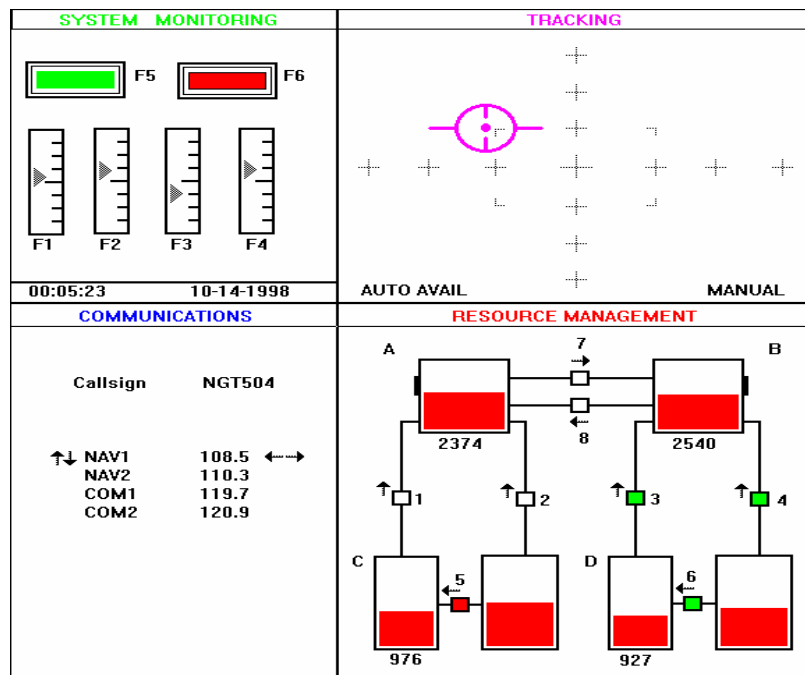 SYSTEM MONITORING
F5 F6
F1 F2 F3 F4
00:05:23 10-14-1998
TRACKING
AUTO AVAIL MANUAL
COMMUNICATIONS
Callsign NGT504
NAV1 108.5
NAV2 110.3
COM1 119.7
COM2 120.9
RESOURCE MANAGEMENT
7
A B
8
2374 2540
1 2 3 4
C 5 D 6
976 927